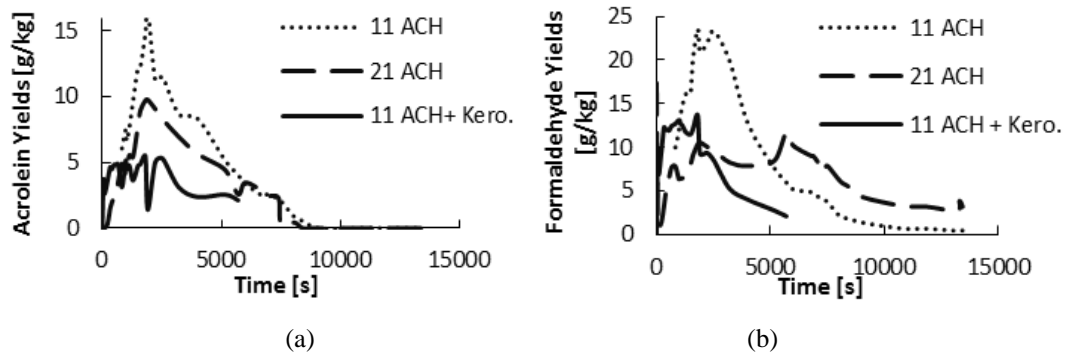 Acrolein Yields [g/kg]
15
10
5
0
0 5000 10000 15000
Time [s]
11 ACH
21 ACH
11 ACH+ Kero.
(a)
Formaldehyde Yields
[g/kg]
25
20
15
10
5
0
0 5000 10000 15000
Time [s]
11 ACH
21 ACH
11 ACH + Kero.
(b)